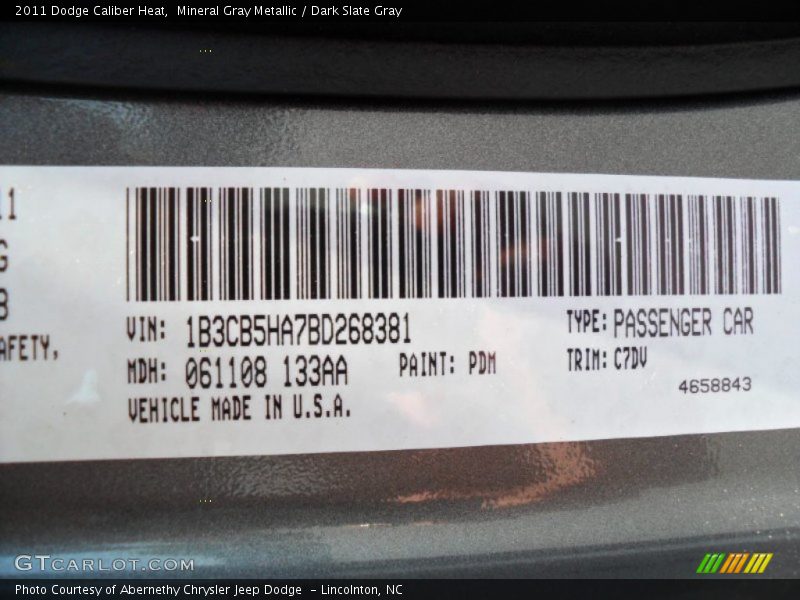 2011 Dodge Caliber Heat,  Mineral Gray Metallic / Dark Slate Gray
AFETY,
VIN: 1B3CB5HA7BD268381
TYPE: PASSENGER CAR
MDH: 061108 133AA
PAINT: PDM
TRIM: C7DV
4658843
VEHICLE MADE IN U.S.A.
GTCARLOT.COM
Photo Courtesy of Abernethy Chrysler Jeep Dodge  – Lincolnton, NC